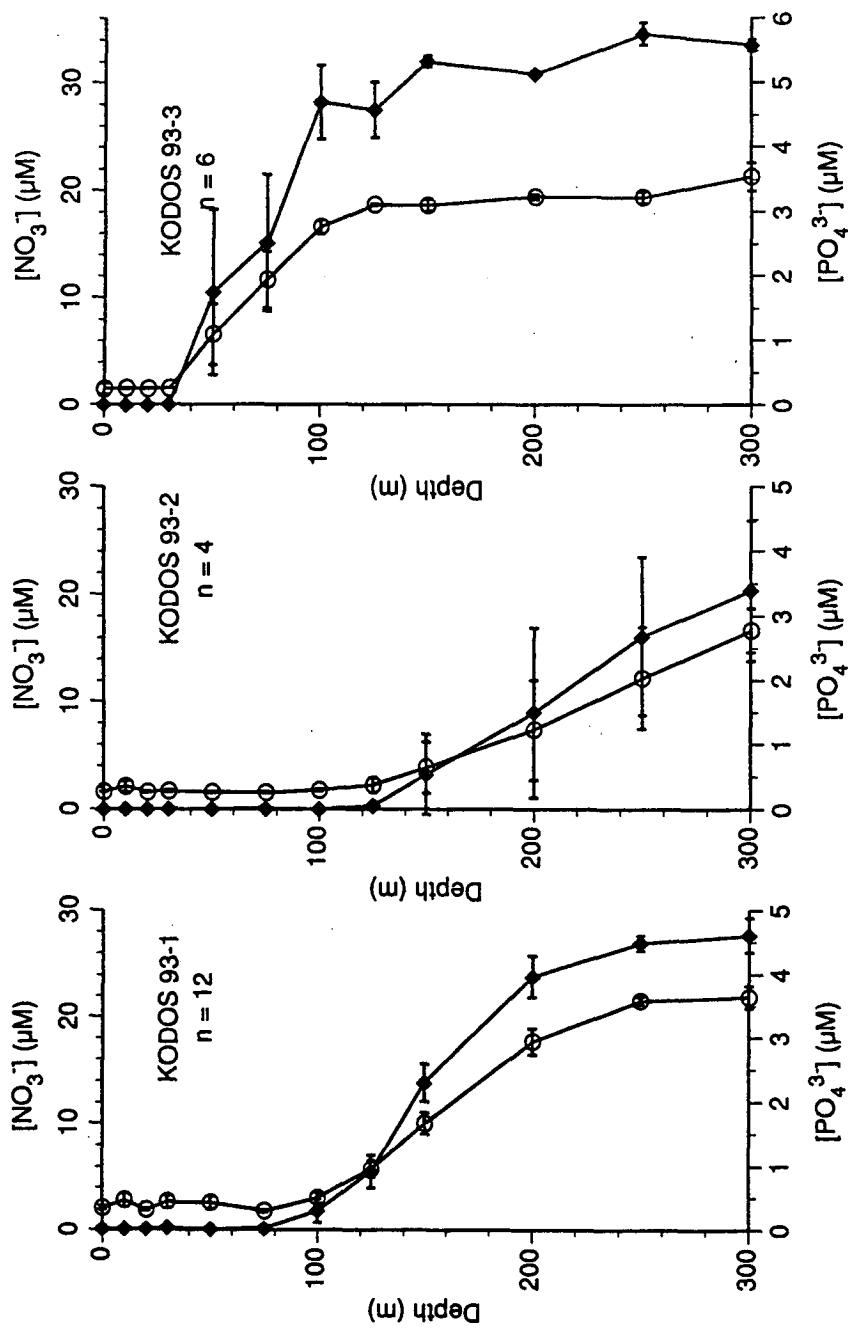 [NO₃⁻] (µM)
0 10 20 30
KODOS 93-1
n = 12
0
100
200
300
Depth (m)
0 1 2 3 4 5
[PO₄³⁻] (µM)
[NO₃⁻] (µM)
0 10 20 30
KODOS 93-2
n = 4
0
100
200
300
Depth (m)
0 1 2 3 4 5
[PO₄³⁻] (µM)
[NO₃⁻] (µM)
0 10 20 30
KODOS 93-3
n = 6
0
100
200
300
Depth (m)
0 1 2 3 4 5 6
[PO₄³⁻] (µM)